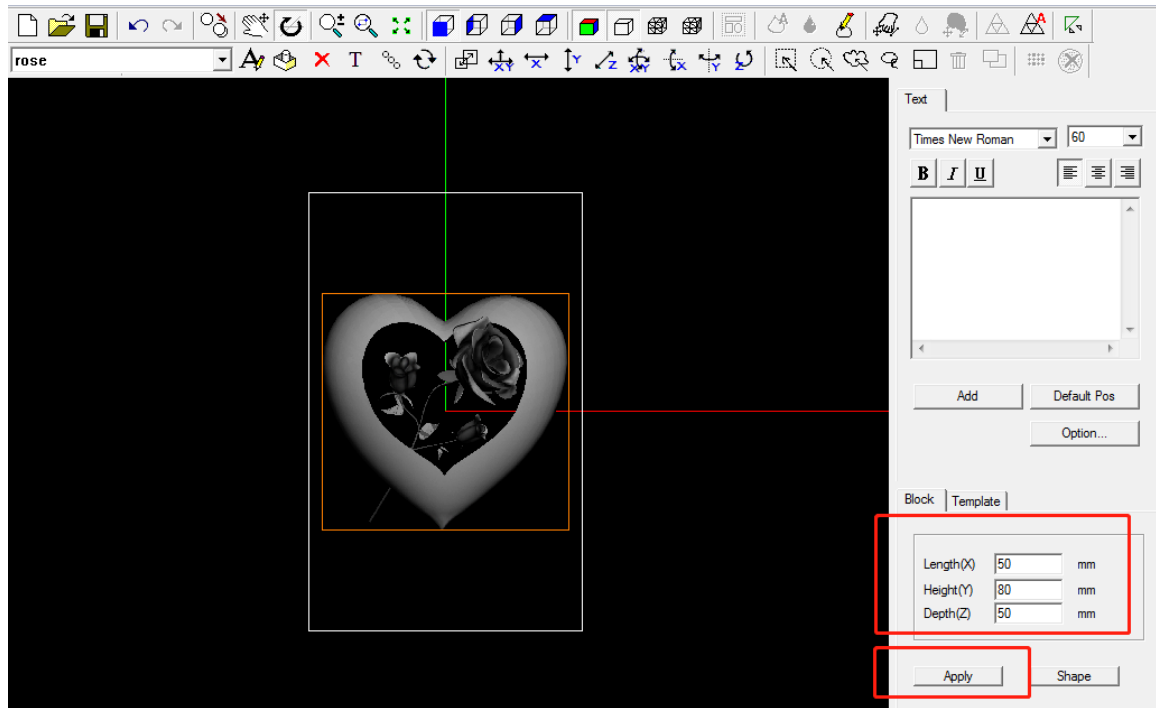 rose
T
Text
Times New Roman 60
B I U
Add Default Pos
Option...
Block Template
Length(X) 50 mm
Height(Y) 80 mm
Depth(Z) 50 mm
Apply Shape